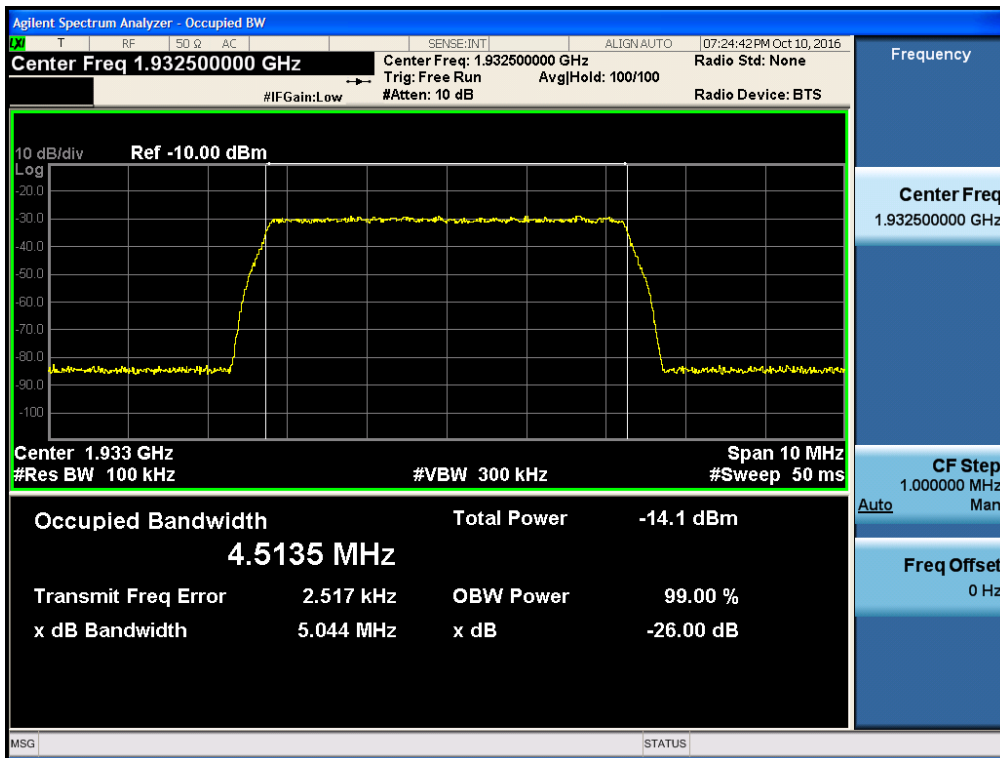 Agilent Spectrum Analyzer - Occupied BW
LXI T RF 50 Ω AC SENSE:INT ALIGN AUTO 07:24:42 PM Oct 10, 2016
Center Freq 1.932500000 GHz
Center Freq: 1.932500000 GHz
Radio Std: None
Trig: Free Run Avg|Hold: 100/100
#IFGain:Low
#Atten: 10 dB
Radio Device: BTS
Frequency
10 dB/div Ref -10.00 dBm
Log
-20.0
-30.0
-40.0
-50.0
-60.0
-70.0
-80.0
-90.0
-100
Center Freq
1.932500000 GHz
Center 1.933 GHz Span 10 MHz
#Res BW 100 kHz #VBW 300 kHz #Sweep 50 ms
CF Step
1.000000 MHz
Auto Man
Occupied Bandwidth Total Power -14.1 dBm
4.5135 MHz
Transmit Freq Error 2.517 kHz OBW Power 99.00 %
x dB Bandwidth 5.044 MHz x dB -26.00 dB
Freq Offset
0 Hz
MSG STATUS